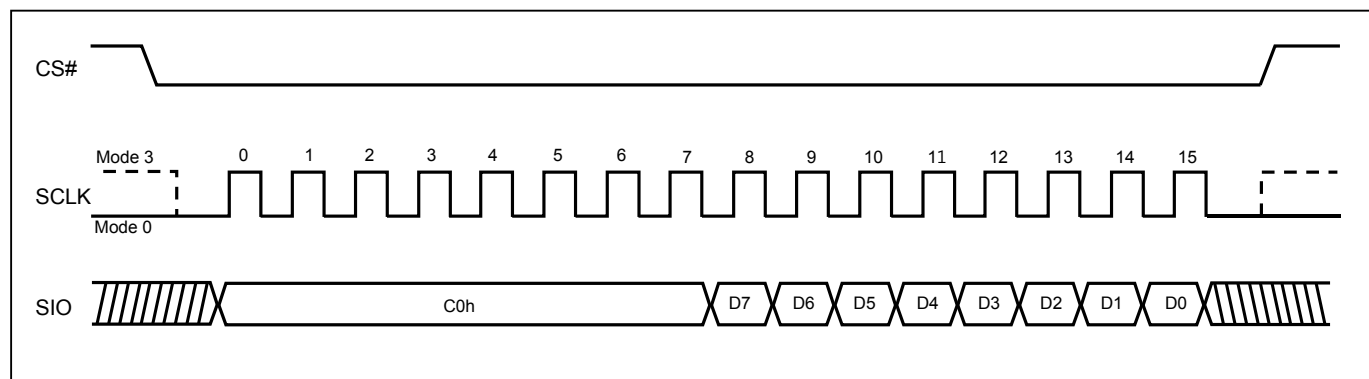 CS#
Mode 3 0 1 2 3 4 5 6 7 8 9 10 11 12 13 14 15
SCLK
Mode 0
SIO C0h D7 D6 D5 D4 D3 D2 D1 D0